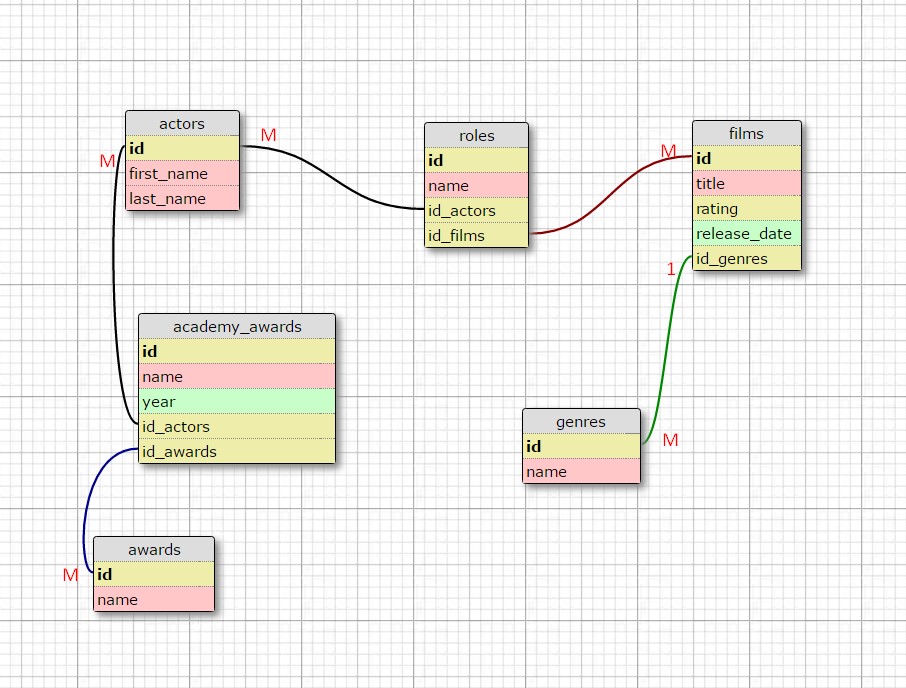 actors
id
first_name
last_name
M
M
roles
id
name
id_actors
id_films
M
films
id
title
rating
release_date
id_genres
1
academy_awards
id
name
year
id_actors
id_awards
genres
id
name
M
awards
id
name
M